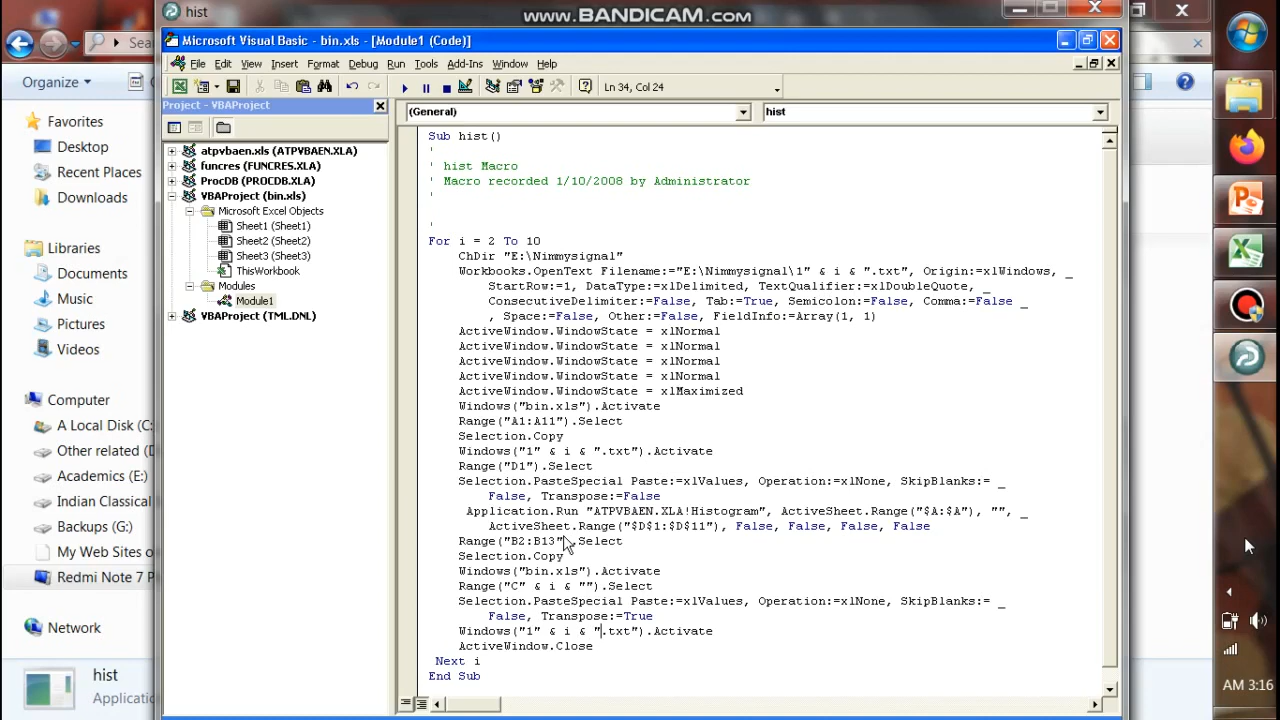 hist
www.BANDICAM.com
Microsoft Visual Basic - bin.xls - [Module1 (Code)]
File Edit View Insert Format Debug Run Tools Add-Ins Window Help
Ln 34, Col 24
Project - VBAProject
(General)
hist
atpvbaen.xls (ATPVBAEN.XLA)
funcres (FUNCRES.XLA)
ProcDB (PROCDB.XLA)
VBAProject (bin.xls)
Microsoft Excel Objects
Sheet1 (Sheet1)
Sheet2 (Sheet2)
Sheet3 (Sheet3)
ThisWorkbook
Modules
Module1
VBAProject (TML.DNL)
Sub hist()
'
' hist Macro
' Macro recorded 1/10/2008 by Administrator
'
'
For i = 2 To 10
ChDir "E:\Nimmysignal"
Workbooks.OpenText Filename:="E:\Nimmysignal\1" & i & ".txt", Origin:=xlWindows, _
StartRow:=1, DataType:=xlDelimited, TextQualifier:=xlDoubleQuote, _
ConsecutiveDelimiter:=False, Tab:=True, Semicolon:=False, Comma:=False _
, Space:=False, Other:=False, FieldInfo:=Array(1, 1)
ActiveWindow.WindowState = xlNormal
ActiveWindow.WindowState = xlNormal
ActiveWindow.WindowState = xlNormal
ActiveWindow.WindowState = xlNormal
ActiveWindow.WindowState = xlMaximized
Windows("bin.xls").Activate
Range("A1:A11").Select
Selection.Copy
Windows("1" & i & ".txt").Activate
Range("D1").Select
Selection.PasteSpecial Paste:=xlValues, Operation:=xlNone, SkipBlanks:= _
False, Transpose:=False
Application.Run "ATPVBAEN.XLA!Histogram", ActiveSheet.Range("$A:$A"), "", _
ActiveSheet.Range("$D$1:$D$11"), False, False, False, False
Range("B2:B13").Select
Selection.Copy
Windows("bin.xls").Activate
Range("C" & i & "").Select
Selection.PasteSpecial Paste:=xlValues, Operation:=xlNone, SkipBlanks:= _
False, Transpose:=True
Windows("1" & i & ".txt").Activate
ActiveWindow.Close
Next i
End Sub
Sea
Organize
Favorites
Desktop
Recent Places
Downloads
Libraries
Documents
Music
Pictures
Videos
Computer
A Local Disk (C:
Other related (D
Academics (E:)
Indian Classical
Backups (G:)
My Web Sites o
Redmi Note 7 P
Network
hist
Applicatio
AM 3:16